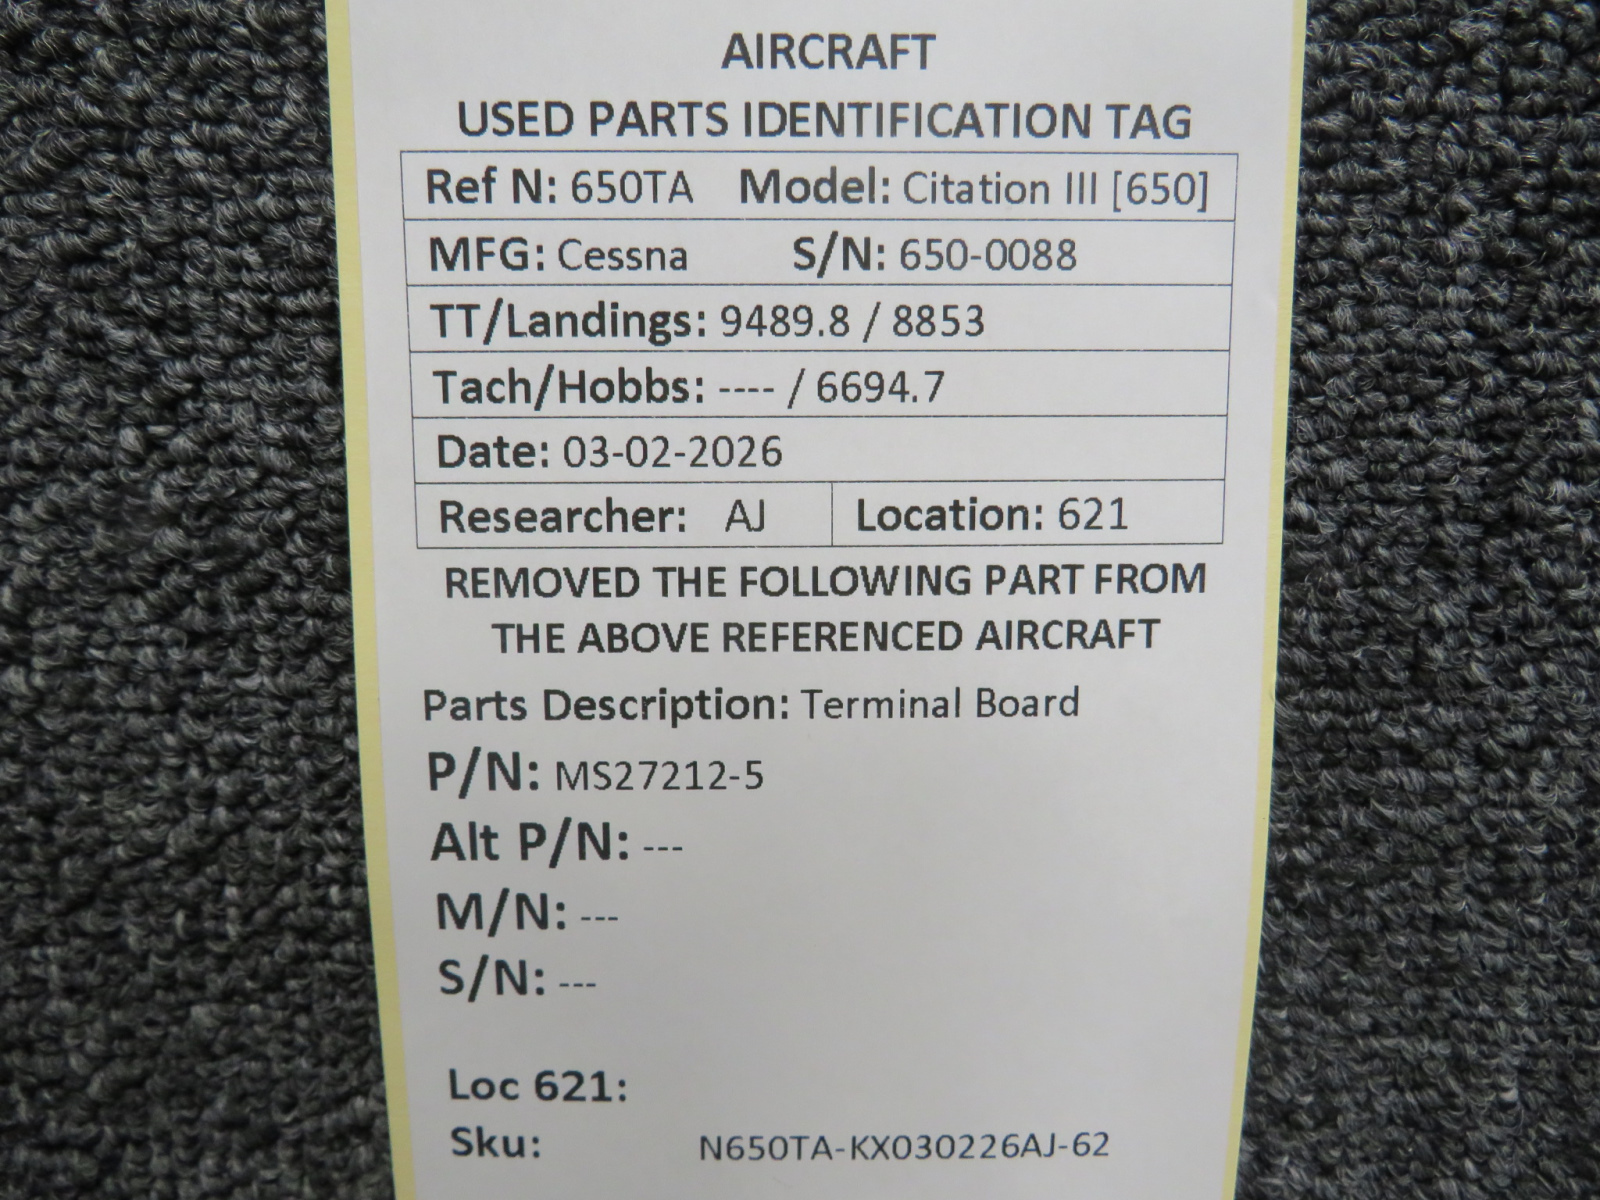 AIRCRAFT
USED PARTS IDENTIFICATION TAG
Ref N: 650TA Model: Citation III [650]
MFG: Cessna S/N: 650-0088
TT/Landings: 9489.8 / 8853
Tach/Hobbs: ---- / 6694.7
Date: 03-02-2026
Researcher: AJ Location: 621
REMOVED THE FOLLOWING PART FROM
THE ABOVE REFERENCED AIRCRAFT
Parts Description: Terminal Board
P/N: MS27212-5
Alt P/N: ---
M/N: ---
S/N: ---
Loc 621:
Sku: N650TA-KX030226AJ-62